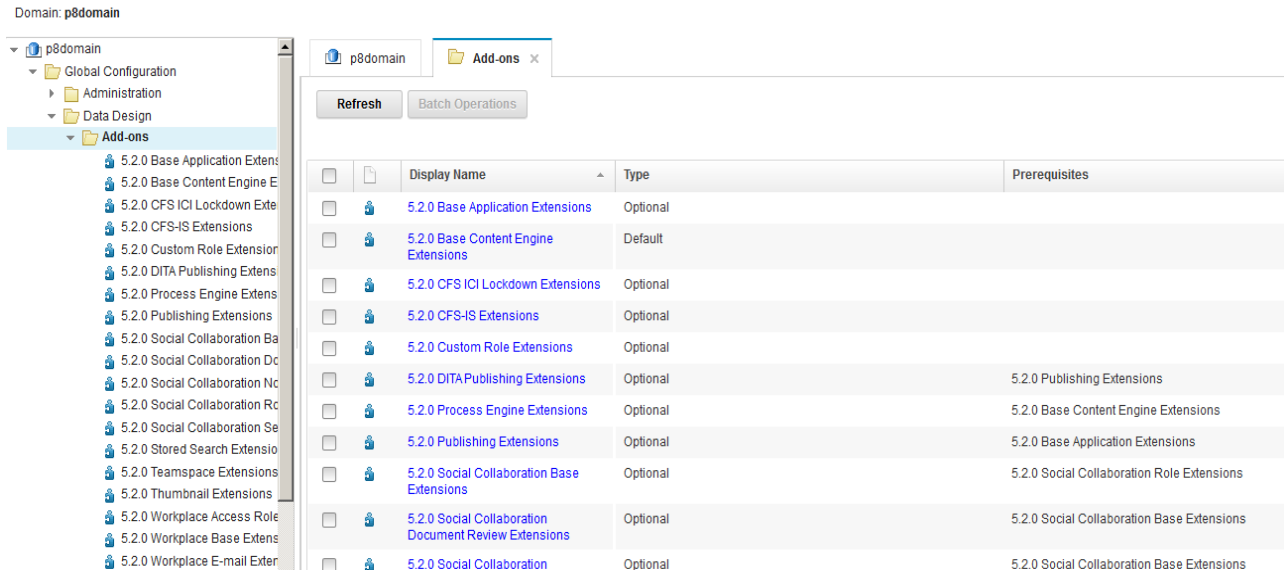 Domain: p8domain
p8domain
Global Configuration
Administration
Data Design
Add-ons
5.2.0 Base Application Extens
5.2.0 Base Content Engine E
5.2.0 CFS ICI Lockdown Exte
5.2.0 CFS-IS Extensions
5.2.0 Custom Role Extension
5.2.0 DITA Publishing Extens
5.2.0 Process Engine Extens
5.2.0 Publishing Extensions
5.2.0 Social Collaboration Ba
5.2.0 Social Collaboration Do
5.2.0 Social Collaboration No
5.2.0 Social Collaboration Ro
5.2.0 Social Collaboration Se
5.2.0 Stored Search Extensio
5.2.0 Teamspace Extensions
5.2.0 Thumbnail Extensions
5.2.0 Workplace Access Role
5.2.0 Workplace Base Extens
5.2.0 Workplace E-mail Exten
p8domain Add-ons
Refresh Batch Operations
Display Name Type Prerequisites
5.2.0 Base Application Extensions Optional
5.2.0 Base Content Engine Default
Extensions
5.2.0 CFS ICI Lockdown Extensions Optional
5.2.0 CFS-IS Extensions Optional
5.2.0 Custom Role Extensions Optional
5.2.0 DITA Publishing Extensions Optional 5.2.0 Publishing Extensions
5.2.0 Process Engine Extensions Optional 5.2.0 Base Content Engine Extensions
5.2.0 Publishing Extensions Optional 5.2.0 Base Application Extensions
5.2.0 Social Collaboration Base Optional 5.2.0 Social Collaboration Role Extensions
Extensions
5.2.0 Social Collaboration Optional 5.2.0 Social Collaboration Base Extensions
Document Review Extensions
5.2.0 Social Collaboration Optional 5.2.0 Social Collaboration Base Extensions